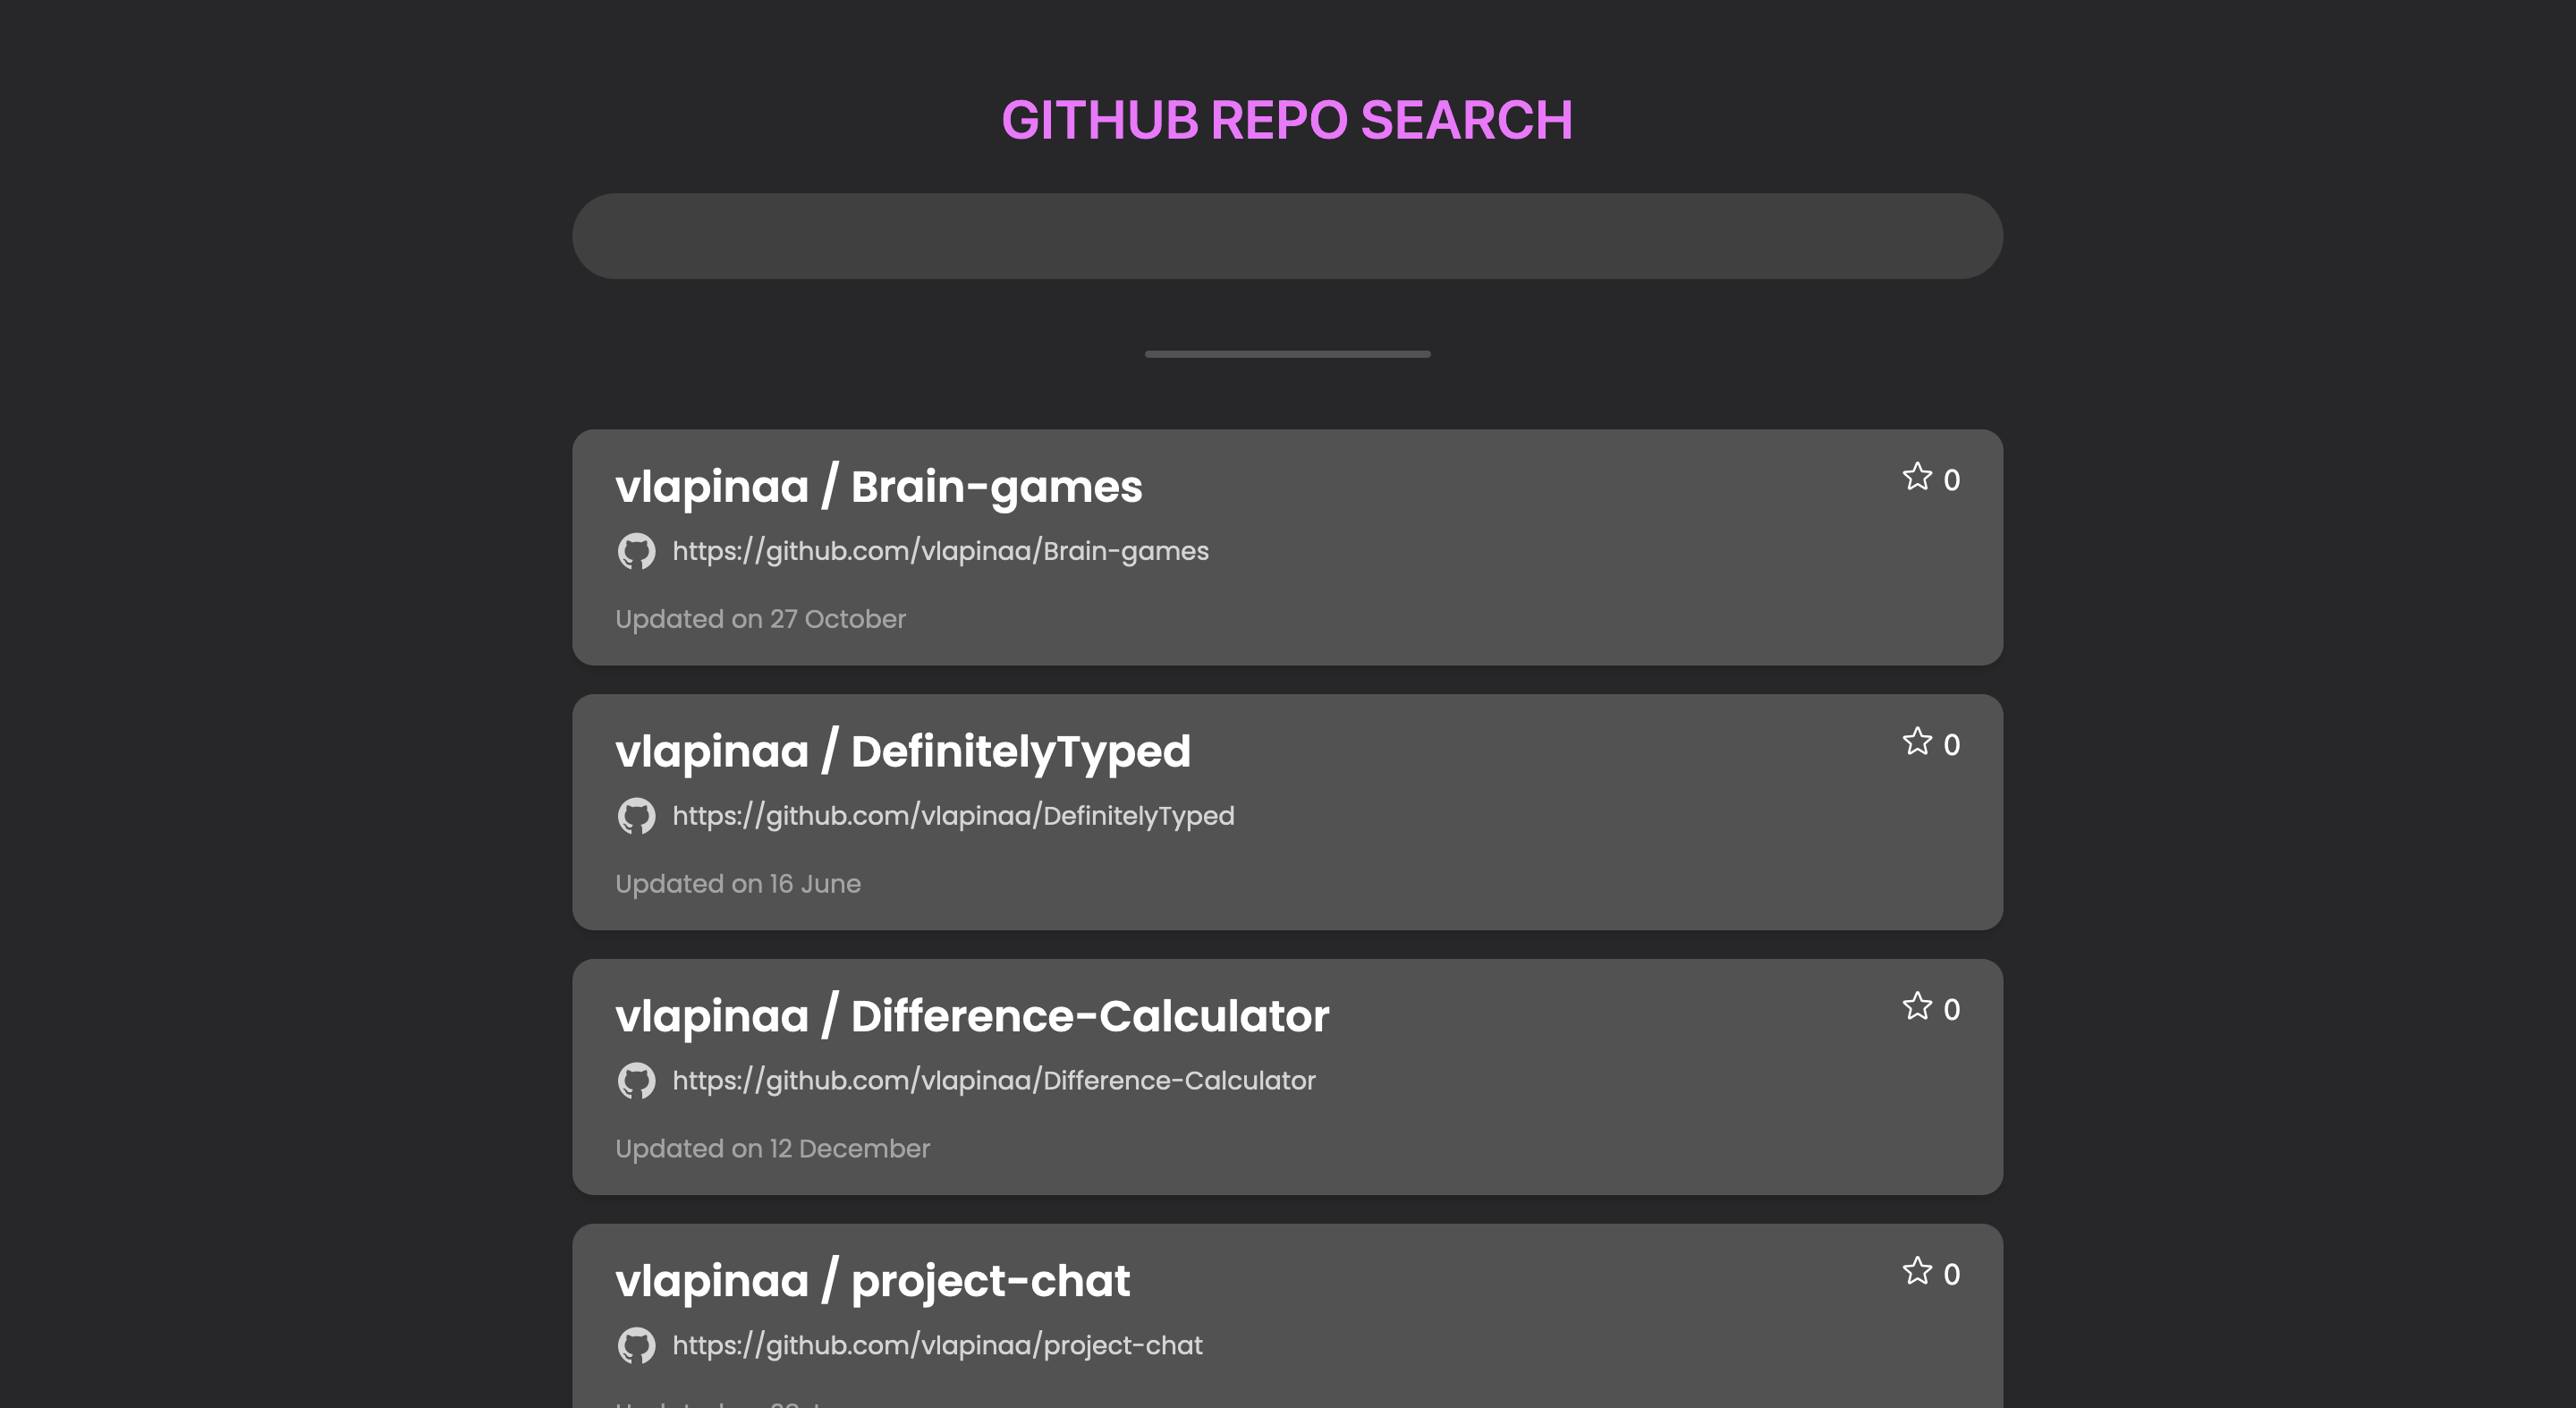 GITHUB REPO SEARCH
vlapinaa / Brain-games
0
https://github.com/vlapinaa/Brain-games
Updated on 27 October
vlapinaa / DefinitelyTyped
0
https://github.com/vlapinaa/DefinitelyTyped
Updated on 16 June
vlapinaa / Difference-Calculator
0
https://github.com/vlapinaa/Difference-Calculator
Updated on 12 December
vlapinaa / project-chat
0
https://github.com/vlapinaa/project-chat